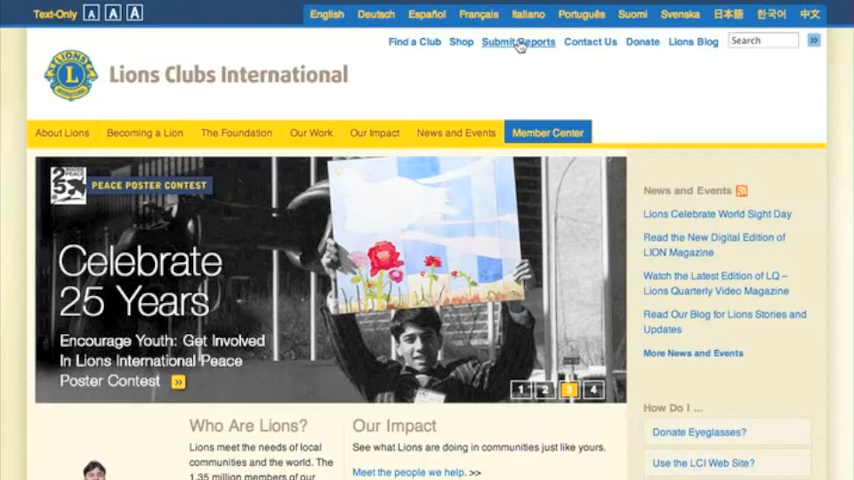 Text-Only A A A
English Deutsch Español Français Italiano Português Suomi Svenska 日本語 한국어 中文
Find a Club Shop Submit Reports Contact Us Donate Lions Blog Search »
LIONS
L
Lions Clubs International
About Lions Becoming a Lion The Foundation Our Work Our Impact News and Events Member Center
25
PEACE POSTER CONTEST
Celebrate
25 Years
Encourage Youth: Get Involved
In Lions International Peace
Poster Contest »
1 2 3 4
News and Events
Lions Celebrate World Sight Day
Read the New Digital Edition of
LION Magazine
Watch the Latest Edition of LQ –
Lions Quarterly Video Magazine
Read Our Blog for Lions Stories and
Updates
More News and Events
How Do I ...
Donate Eyeglasses?
Use the LCI Web Site?
Who Are Lions?
Lions meet the needs of local
communities and the world. The
1.35 million members of our
Our Impact
See what Lions are doing in communities just like yours.
Meet the people we help. >>